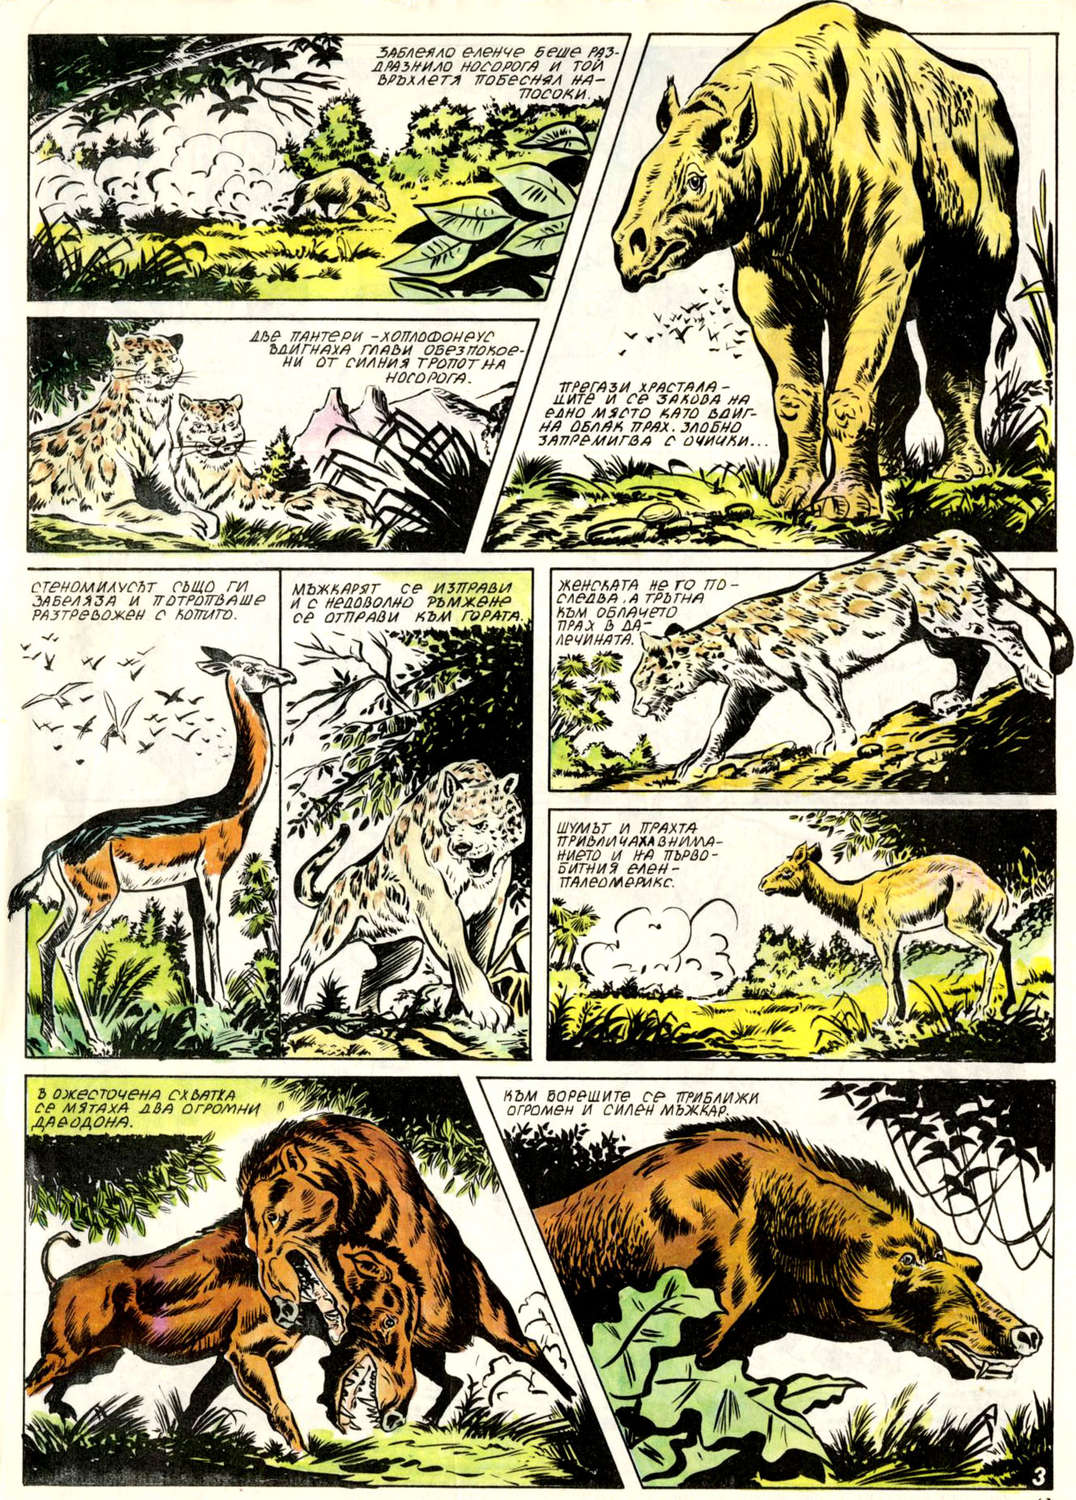 ЗАБЛЕЯЛО ЕЛЕНЧЕ БЕШЕ РАЗ-
ДРАЗНИЛО НОСОРОГА И ТОЙ
ВРЪХЛЕТЯ ПОБЕСНЯЛ НА-
ПОСОКИ...
ПРЕГАЗИ ХРАСТАЛА-
ЦИТЕ И СЕ ЗАКОВА НА
ЕДНО МЯСТО КАТО ВДИГ-
НА ОБЛАК ПРАХ. ЗЛОБНО
ЗАПРЕМИГВА С ОЧИЧКИ...
ДВЕ ПАНТЕРИ-ХОПЛОФОНЕУС
ВДИГНАХА ГЛАВИ ОБЕЗПОКОЕ-
НИ ОТ СИЛНИЯ ТРОПОТ НА
НОСОРОГА.
СТЕНОМИЛУСЪТ СЪЩО ГИ
ЗАБЕЛЯЗА И ПОТРОПВАШЕ
РАЗТРЕВОЖЕН С КОПИТО.
МЪЖКАРЯТ СЕ ИЗПРАВИ
И С НЕДОВОЛНО РЪМЖЕНЕ
СЕ ОТПРАВИ КЪМ ГОРАТА.
ЖЕНСКАТА НЕ ГО ПО-
СЛЕДВА, А ТРЪГНА
КЪМ ОБЛАЧЕТО
ПРАХ В ДА-
ЛЕЧИНАТА.
ШУМЪТ И ПРАХТА
ПРИВЛИЧАХА ВНИМА-
НИЕТО И НА ПЪРВО-
БИТНИЯ ЕЛЕН-
ПАЛЕОМЕРИКС.
В ОЖЕСТОЧЕНА СХВАТКА
СЕ МЯТАХА ДВА ОГРОМНИ
ДАЕОДОНА.
КЪМ БОРЕЩИТЕ СЕ ПРИБЛИЖИ
ОГРОМЕН И СИЛЕН МЪЖКАР.
3